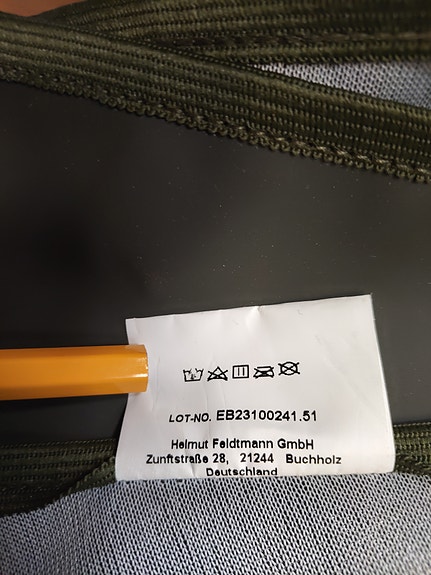 LOT-NO. EB23100241.51
Helmut Feldtmann GmbH
Zunftstraße 28, 21244 Buchholz
Deutschland